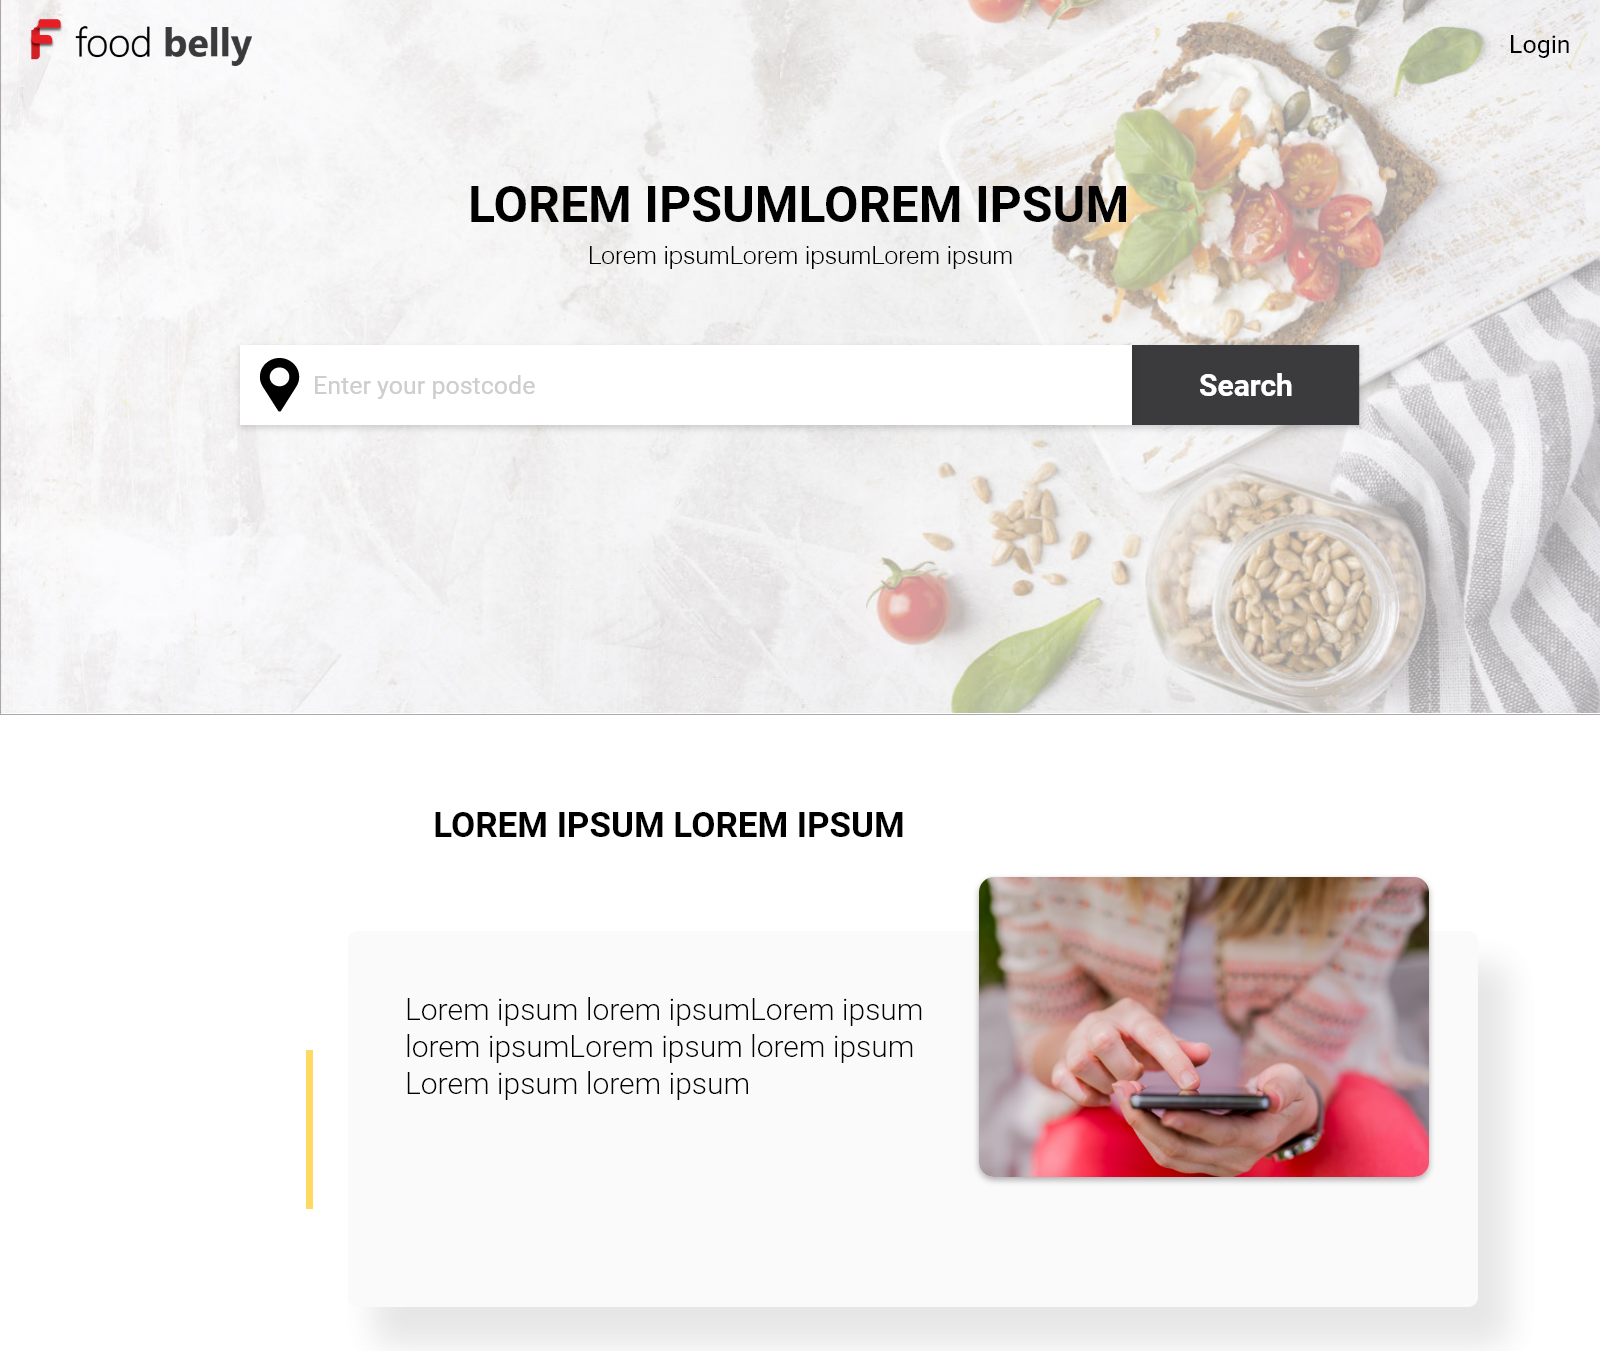 food belly
Login
LOREM IPSUMLOREM IPSUM
Lorem ipsumLorem ipsumLorem ipsum
Enter your postcode
Search
LOREM IPSUM LOREM IPSUM
Lorem ipsum lorem ipsumLorem ipsum
lorem ipsumLorem ipsum lorem ipsum
Lorem ipsum lorem ipsum